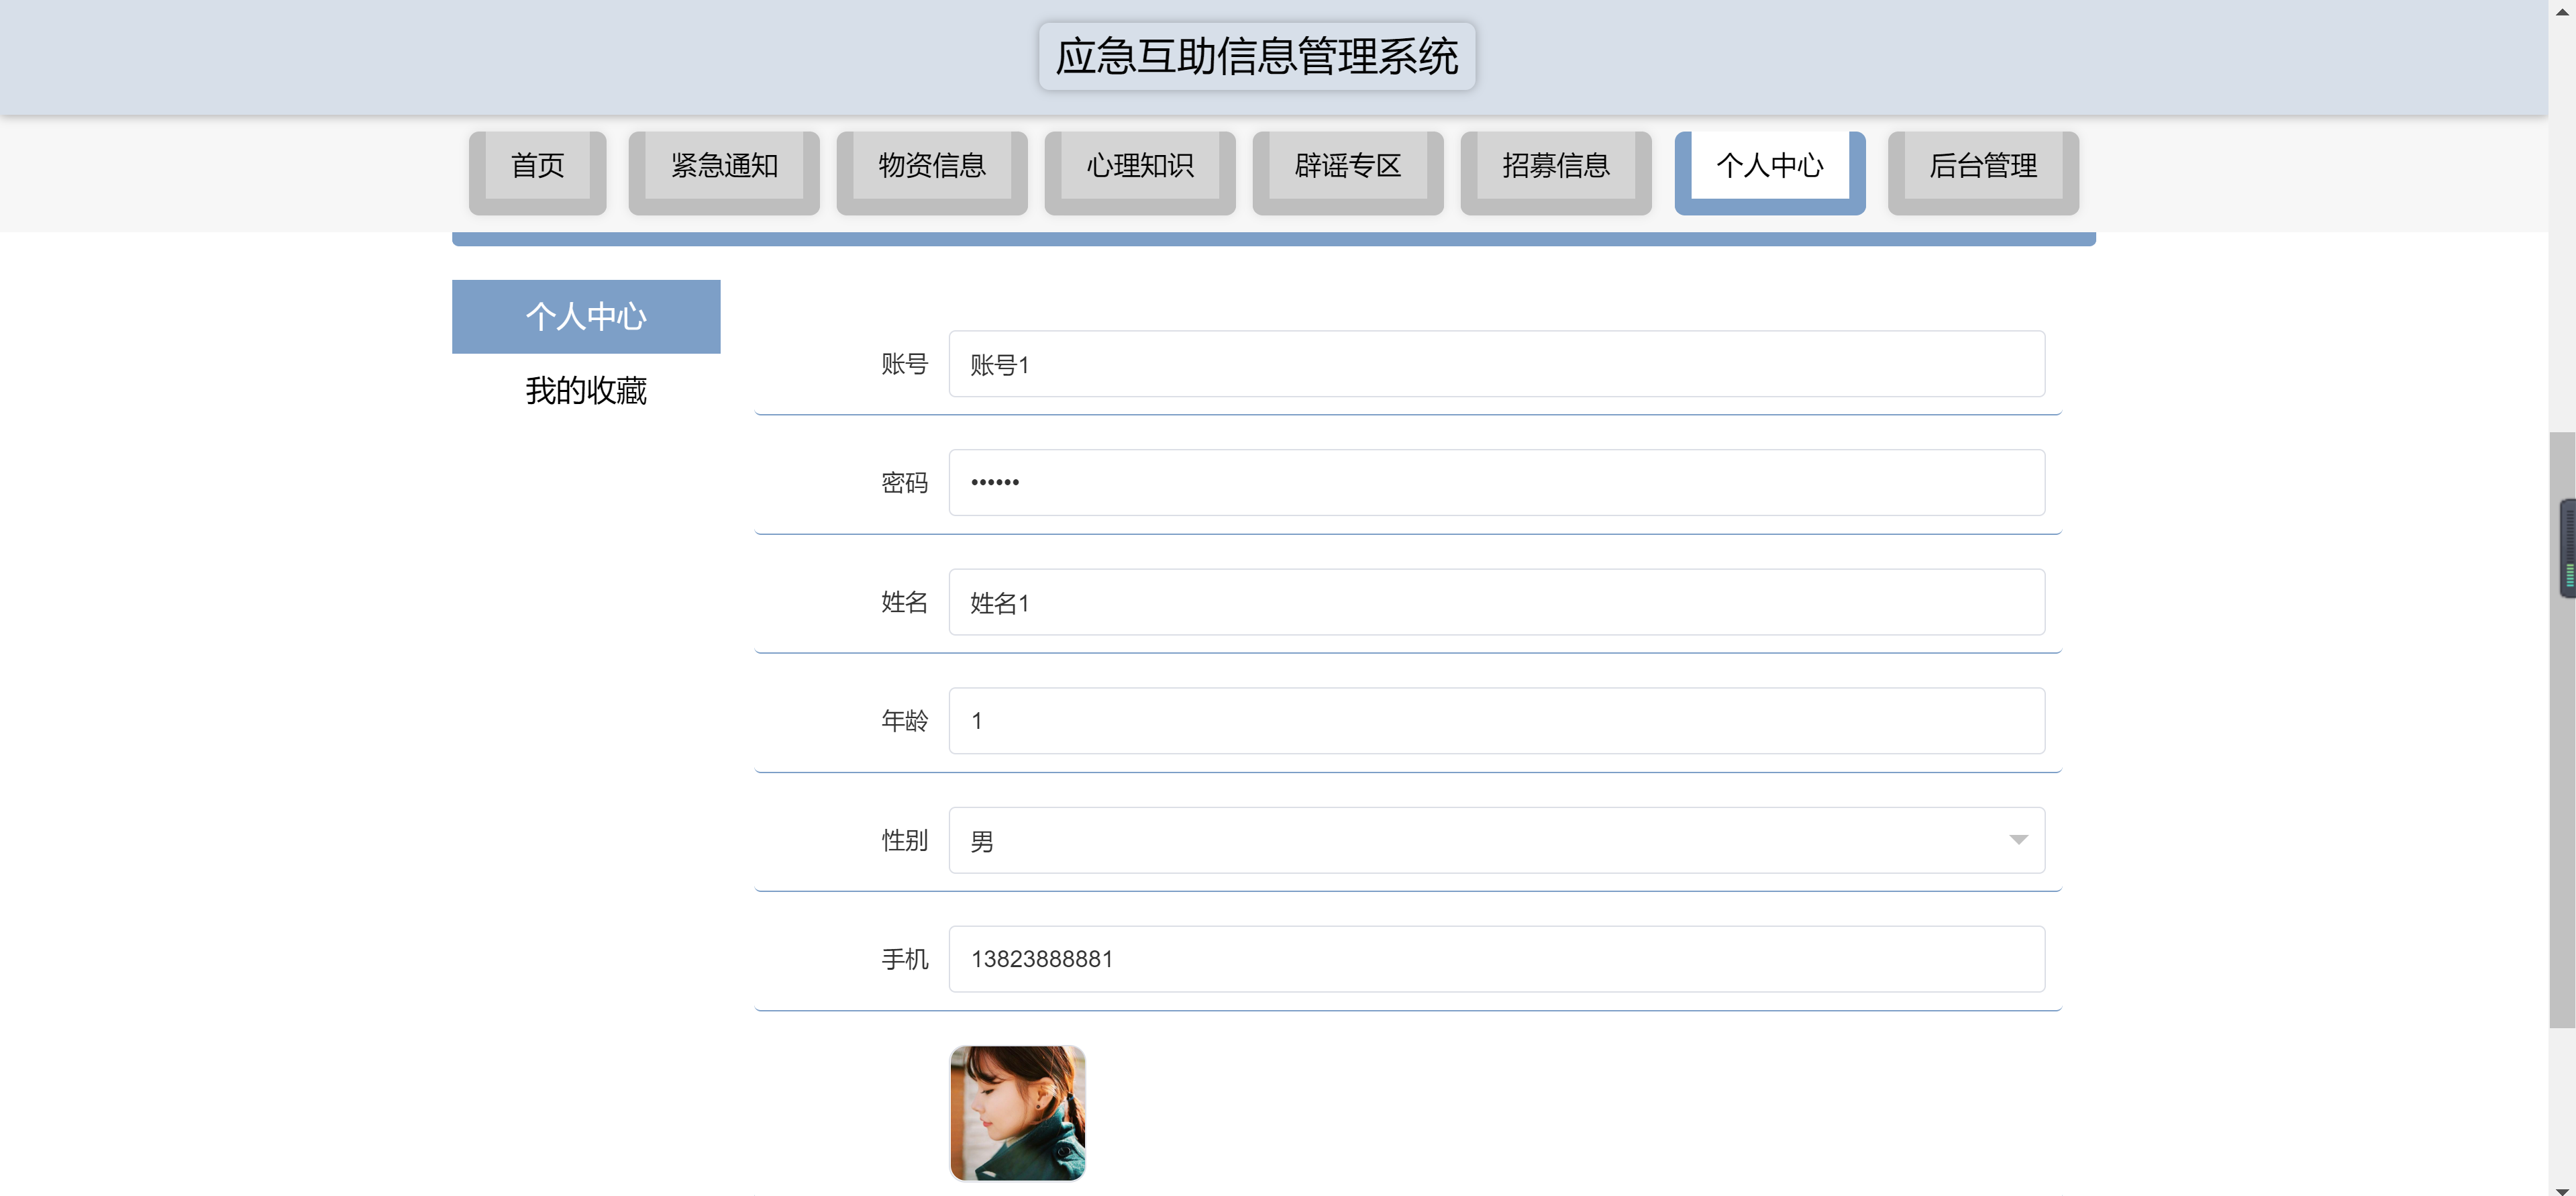 应急互助信息管理系统
首页 紧急通知 物资信息 心理知识 辟谣专区 招募信息 个人中心 后台管理
个人中心
我的收藏
账号 账号1
密码 ••••••
姓名 姓名1
年龄 1
性别 男
手机 13823888881